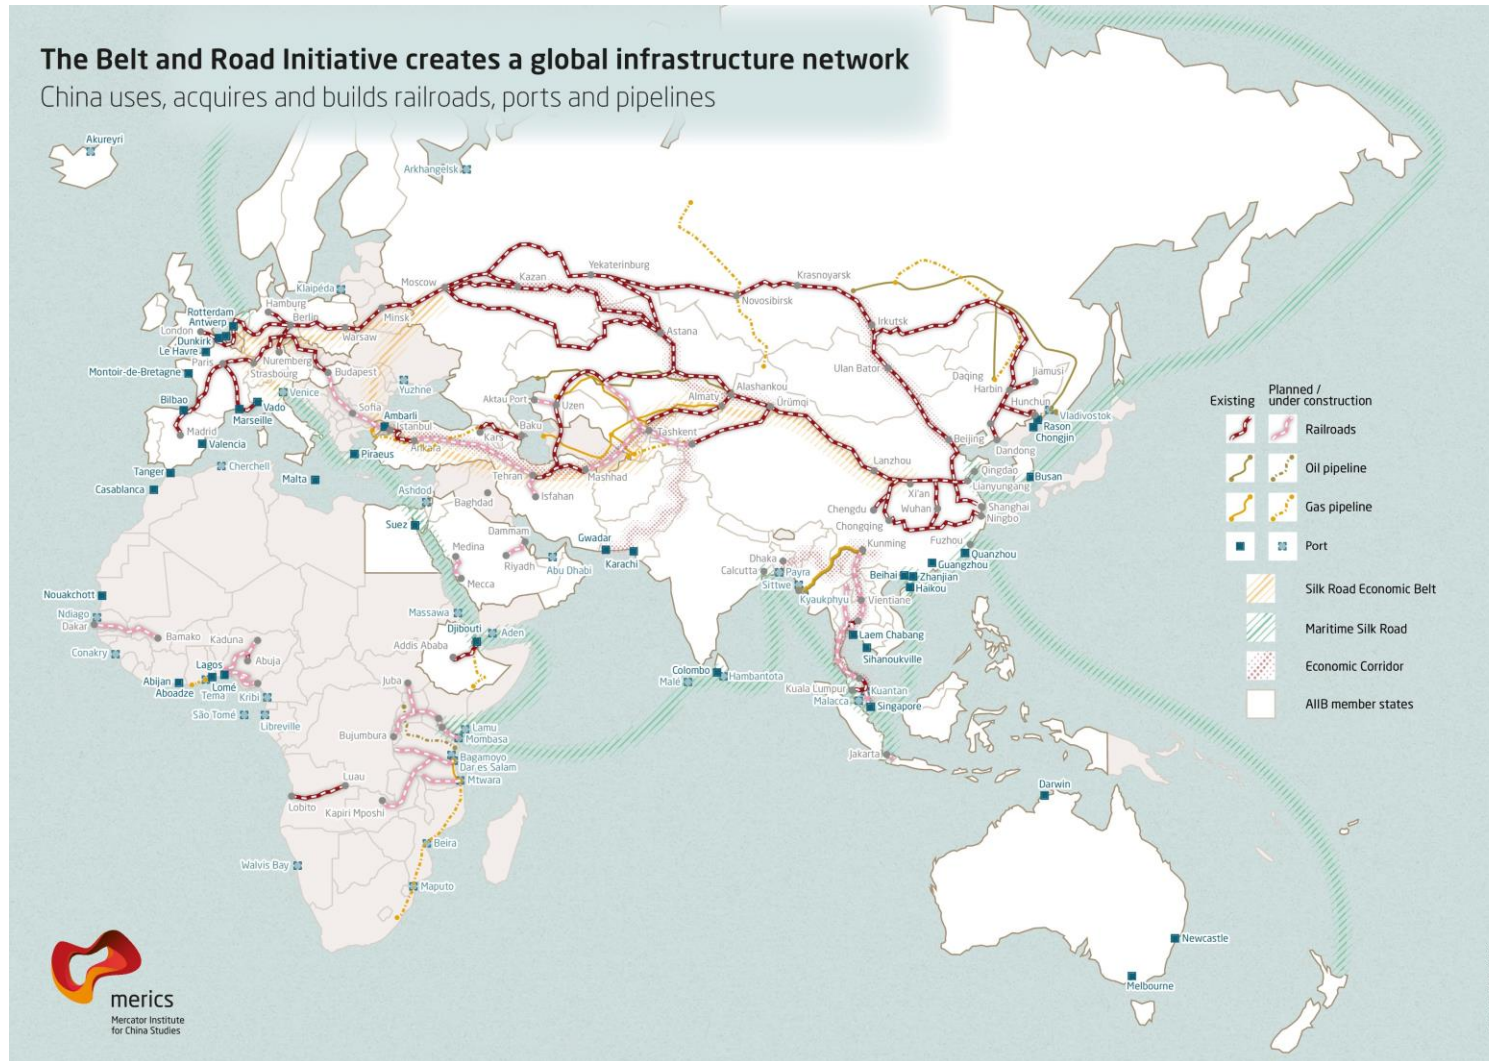 The Belt and Road Initiative creates a global infrastructure network
China uses, acquires and builds railroads, ports and pipelines
Akureyri
Arkhangelsk
Klaipéda
Moscow
Kazan
Yekaterinburg
Krasnoyarsk
Novosibirsk
Irkutsk
Astana
Ulan Bator
Rotterdam
Antwerp
London
Dunkirk
Le Havre
Hamburg
Berlin
Warsaw
Minsk
Paris
Nuremberg
Strasbourg
Budapest
Montoir-de-Bretagne
Bilbao
Madrid
Valencia
Vado
Marseille
Venice
Yuzhne
Sofia
Ambarli
Istanbul
Ankara
Piraeus
Kars
Baku
Aktau Port
Uzen
Almaty
Alashankou
Ürümqi
Tashkent
Daqing
Harbin
Jiamusi
Hunchun
Vladivostok
Rason
Chongjin
Dandong
Beijing
Busan
Lanzhou
Qingdao
Lianyungang
Xi'an
Wuhan
Shanghai
Ningbo
Chengdu
Chongqing
Fuzhou
Quanzhou
Guangzhou
Kunming
Beihai
Zhanjian
Haikou
Tanger
Casablanca
Cherchell
Malta
Ashdod
Suez
Baghdad
Tehran
Isfahan
Mashhad
Dammam
Riyadh
Medina
Mecca
Abu Dhabi
Gwadar
Karachi
Dhaka
Calcutta
Payra
Sittwe
Kyaukphyu
Vientiane
Laem Chabang
Sihanoukville
Kuala Lumpur
Kuantan
Malacca
Singapore
Jakarta
Colombo
Hambantota
Malé
Nouakchott
Ndiago
Dakar
Bamako
Conakry
Kaduna
Abuja
Lagos
Lomé
Tema
Abijan
Aboadze
Kribi
São Tomé
Libreville
Massawa
Djibouti
Aden
Addis Ababa
Juba
Bujumbura
Lamu
Mombasa
Bagamoyo
Dar es Salam
Mtwara
Luau
Lobito
Kapiri Mposhi
Beira
Maputo
Walvis Bay
Darwin
Newcastle
Melbourne
Existing
Planned /
under construction
Railroads
Oil pipeline
Gas pipeline
Port
Silk Road Economic Belt
Maritime Silk Road
Economic Corridor
AIIB member states
merics
Mercator Institute
for China Studies